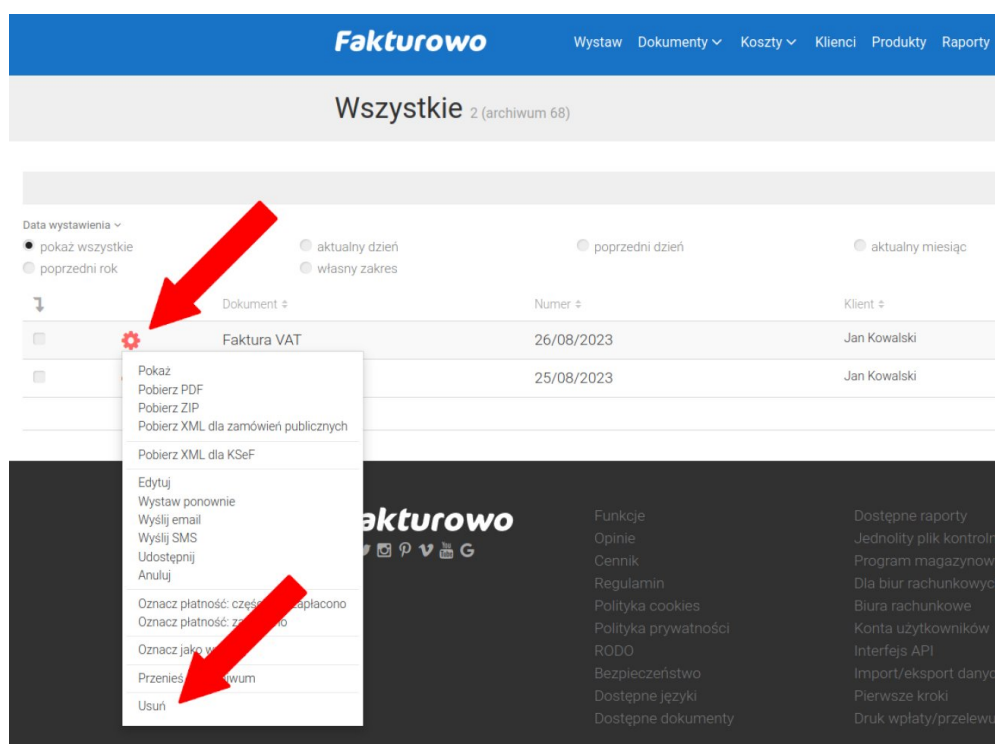 Fakturowo Wystaw Dokumenty Koszty Klienci Produkty Raporty
Wszystkie 2 (archiwum 68)
Data wystawienia
pokaż wszystkie aktualny dzień poprzedni dzień aktualny miesiąc
poprzedni rok własny zakres
Dokument Numer Klient
Faktura VAT 26/08/2023 Jan Kowalski
25/08/2023 Jan Kowalski
Pokaż
Pobierz PDF
Pobierz ZIP
Pobierz XML dla zamówień publicznych
Pobierz XML dla KSeF
Edytuj
Wystaw ponownie
Wyślij email
Wyślij SMS
Udostępnij
Anuluj
Oznacz płatność: zapłacono
Oznacz płatność:
Oznacz jako
Przenieś
Usuń
akturowo
Funkcje
Opinie
Cennik
Regulamin
Polityka cookies
Polityka prywatności
RODO
Bezpieczeństwo
Dostępne języki
Dostępne dokumenty
Dostępne raporty
Jednolity plik kontroln
Program magazynow
Dla biur rachunkowyc
Biura rachunkowe
Konta użytkowników
Interfejs API
Import/eksport danyc
Pierwsze kroki
Druk wpłaty/przelewu